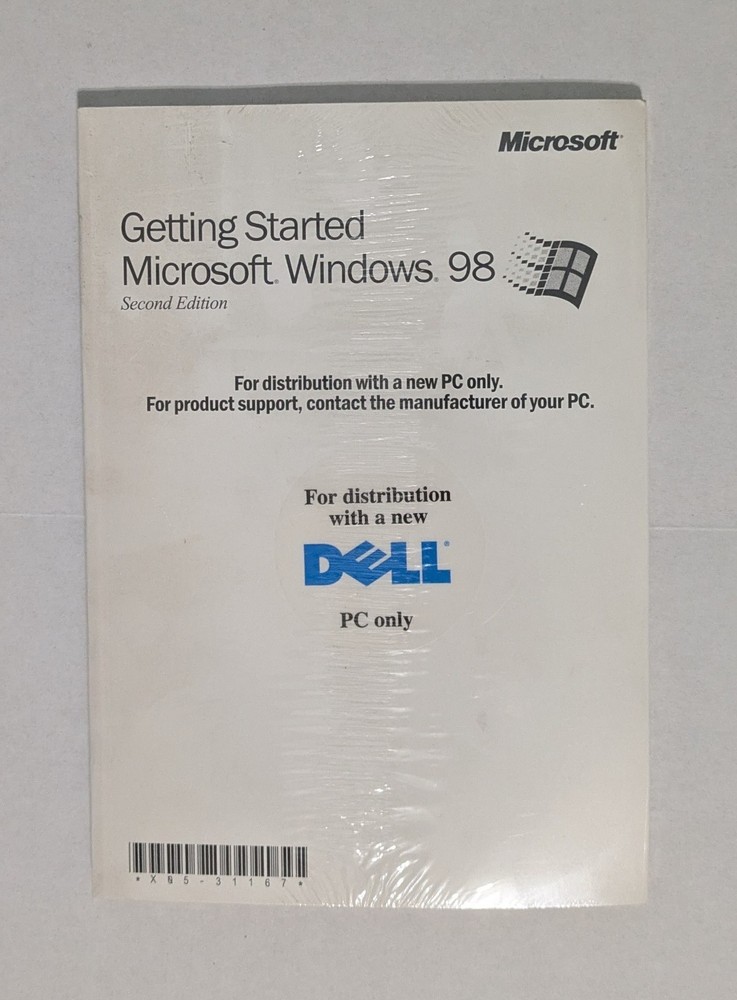 Microsoft®
Getting Started
Microsoft® Windows® 98
Second Edition
For distribution with a new PC only.
For product support, contact the manufacturer of your PC.
For distribution
with a new
DELL®
PC only
*X05-31167*